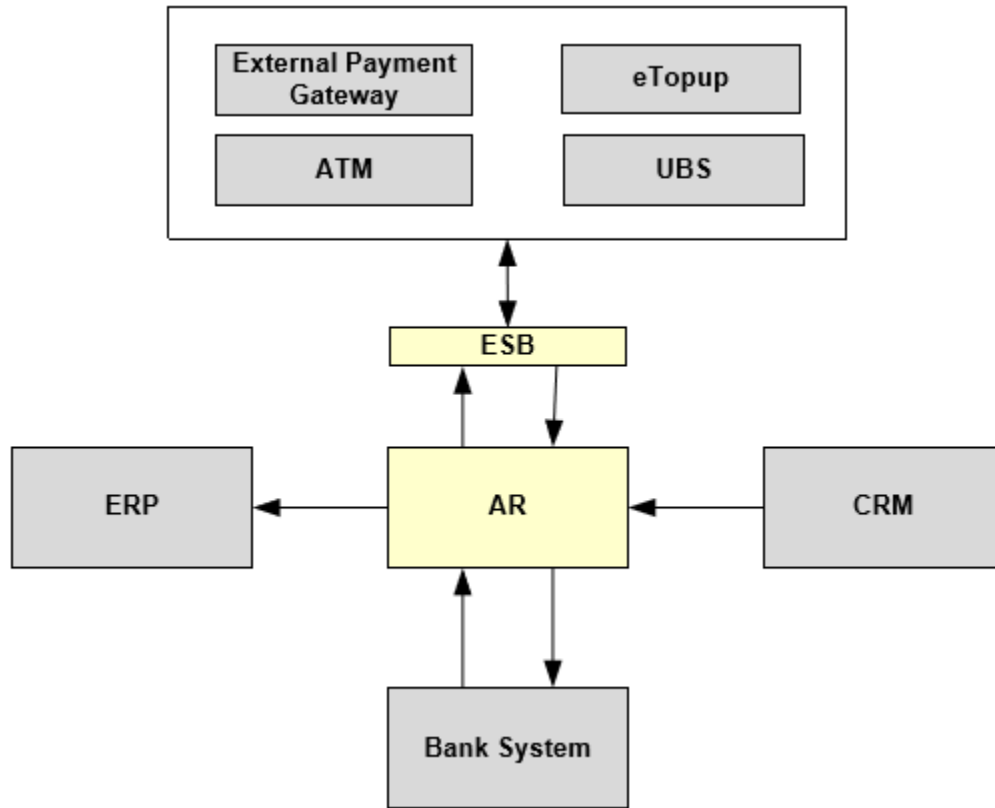 External Payment
Gateway
eTopup
ATM
UBS
ESB
ERP
AR
CRM
Bank System